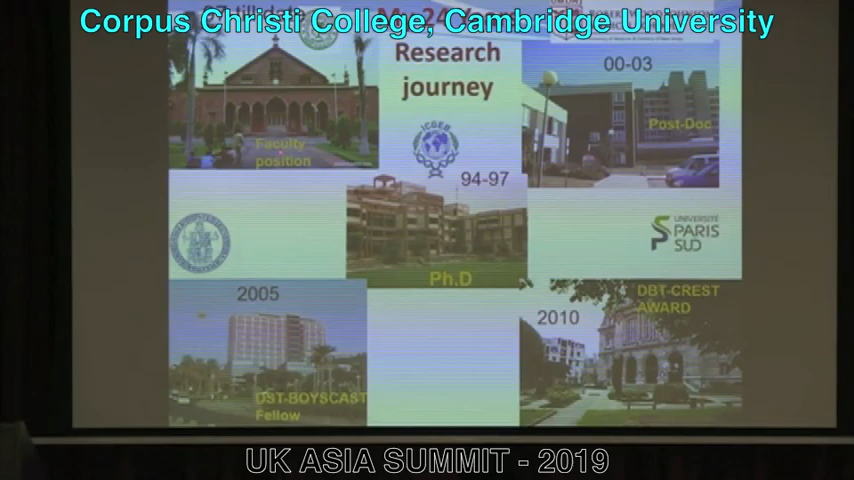 Corpus Christi College, Cambridge University
Research
journey
00-03
Post-Doc
Faculty
position
ICGEB
94-97
Ph.D
UNIVERSITÉ
PARIS
SUD
2005
DST-BOYSCAST
Fellow
DBT-CREST
AWARD
2010
UK ASIA SUMMIT - 2019